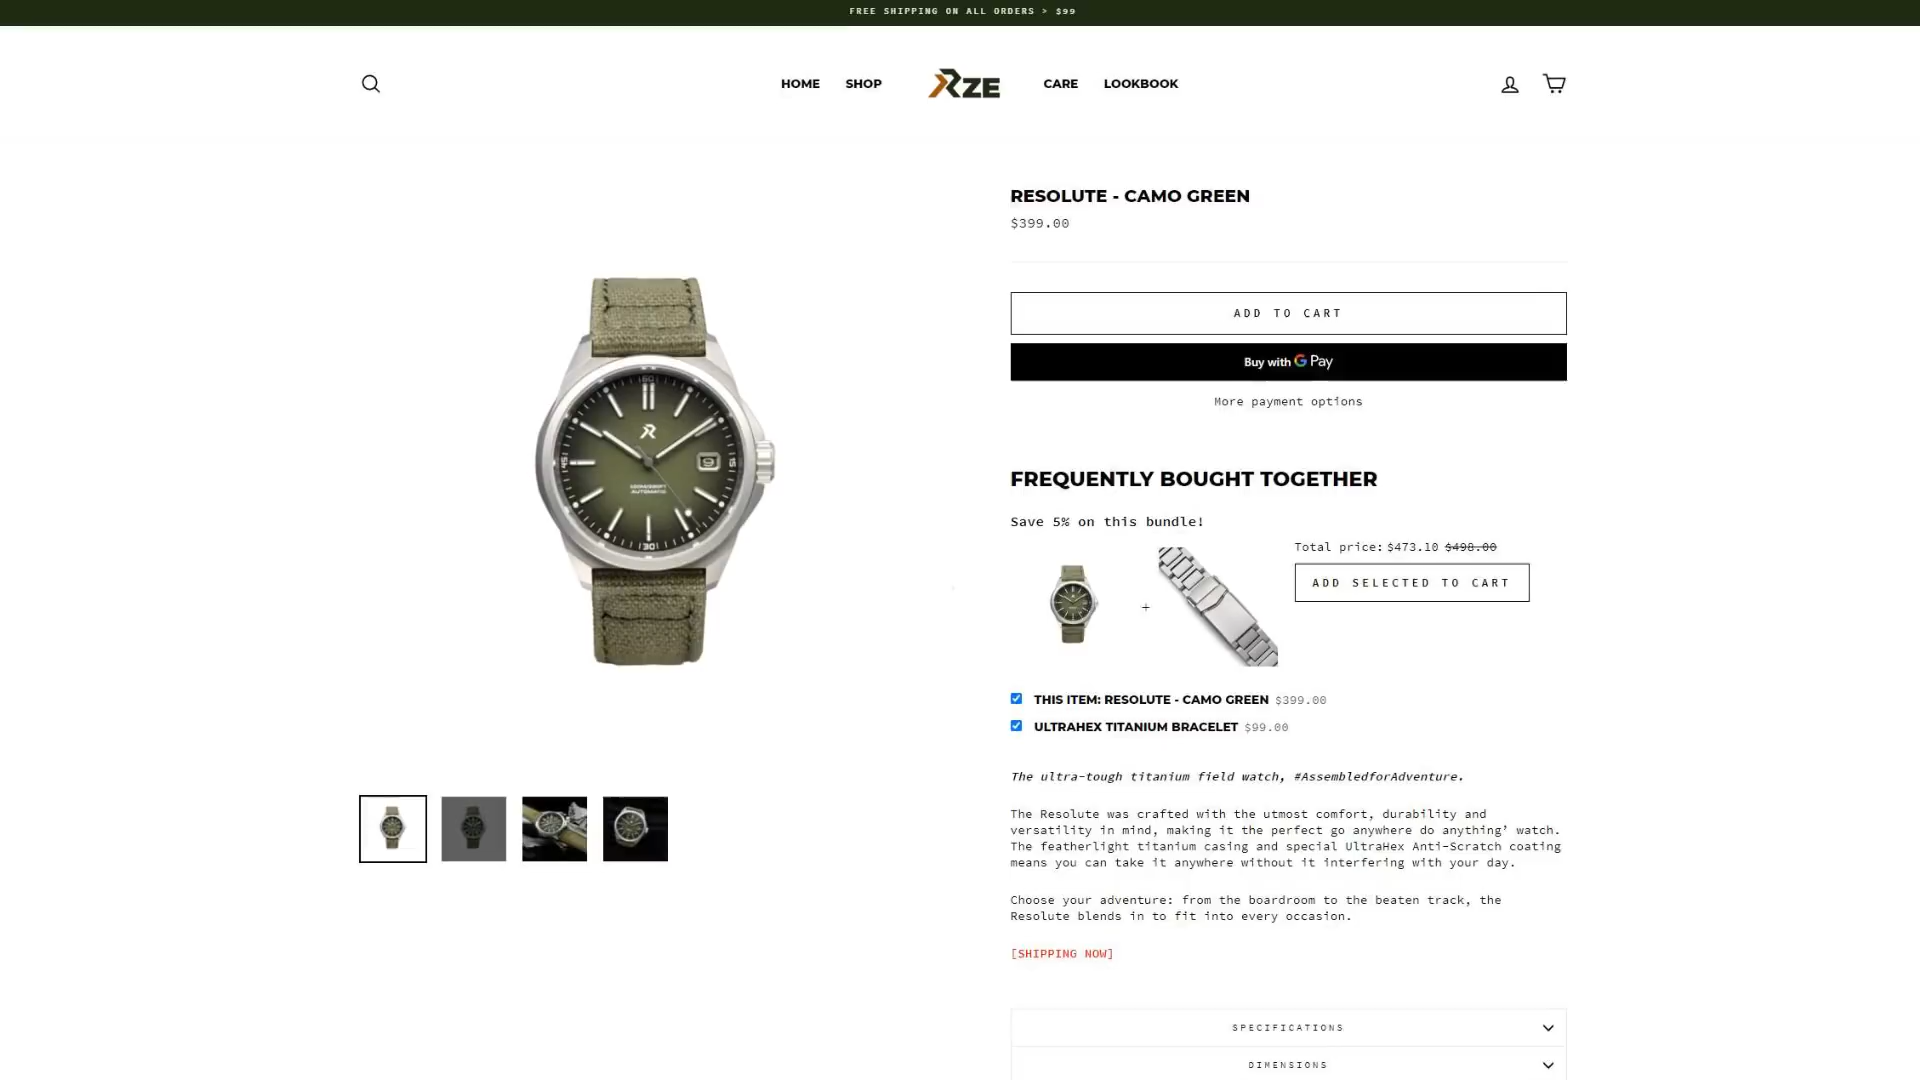 FREE SHIPPING ON ALL ORDERS > $99
HOME SHOP RZE CARE LOOKBOOK
RESOLUTE - CAMO GREEN
$399.00
ADD TO CART
Buy with G Pay
More payment options
60
15
9
45
30
AUTOMATIC
FREQUENTLY BOUGHT TOGETHER
Save 5% on this bundle!
Total price: $473.10 $498.00
+
ADD SELECTED TO CART
THIS ITEM: RESOLUTE - CAMO GREEN $399.00
ULTRAHEX TITANIUM BRACELET $99.00
The ultra-tough titanium field watch, #AssembledforAdventure.
The Resolute was crafted with the utmost comfort, durability and
versatility in mind, making it the perfect go anywhere do anything’ watch.
The featherlight titanium casing and special UltraHex Anti-Scratch coating
means you can take it anywhere without it interfering with your day.
Choose your adventure: from the boardroom to the beaten track, the
Resolute blends in to fit into every occasion.
[SHIPPING NOW]
SPECIFICATIONS
DIMENSIONS